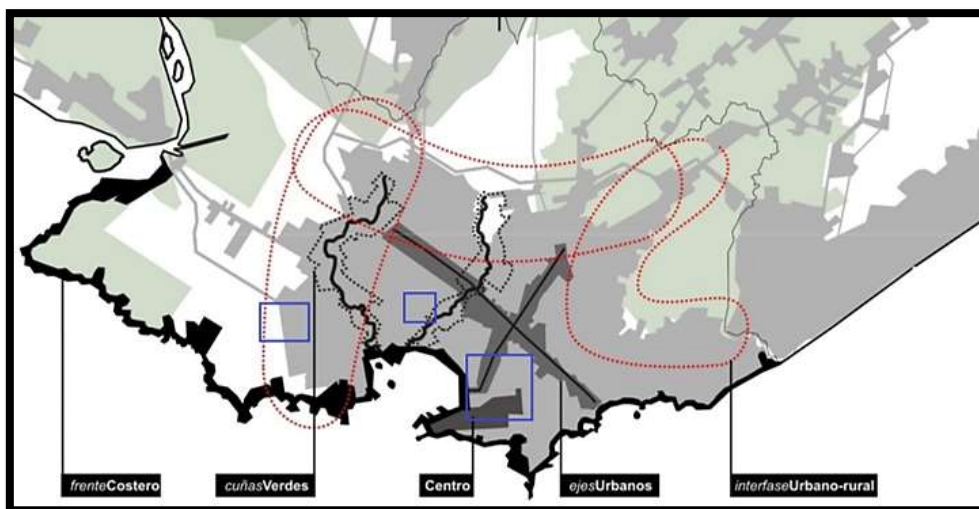 frenteCostero
cuñasVerdes
Centro
ejesUrbanos
interfaseUrbano-rural